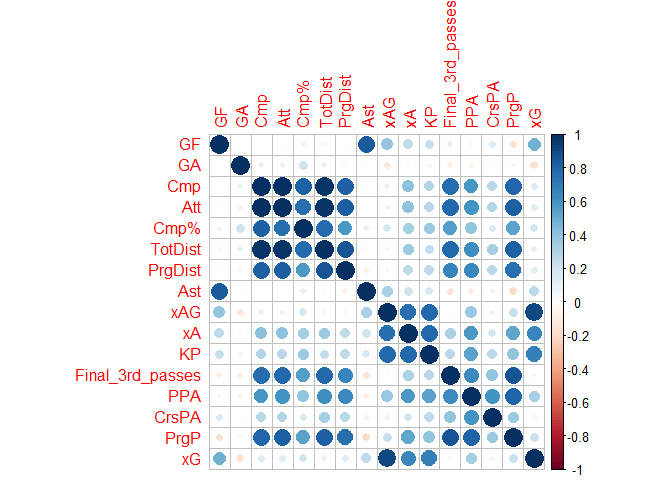 GF
GA
Cmp
Att
Cmp%
TotDist
PrgDist
Ast
xAG
xA
KP
Final_3rd_passes
PPA
CrsPA
PrgP
xG
GF
GA
Cmp
Att
Cmp%
TotDist
PrgDist
Ast
xAG
xA
KP
Final_3rd_passes
PPA
CrsPA
PrgP
xG
1
0.8
0.6
0.4
0.2
0
-0.2
-0.4
-0.6
-0.8
-1